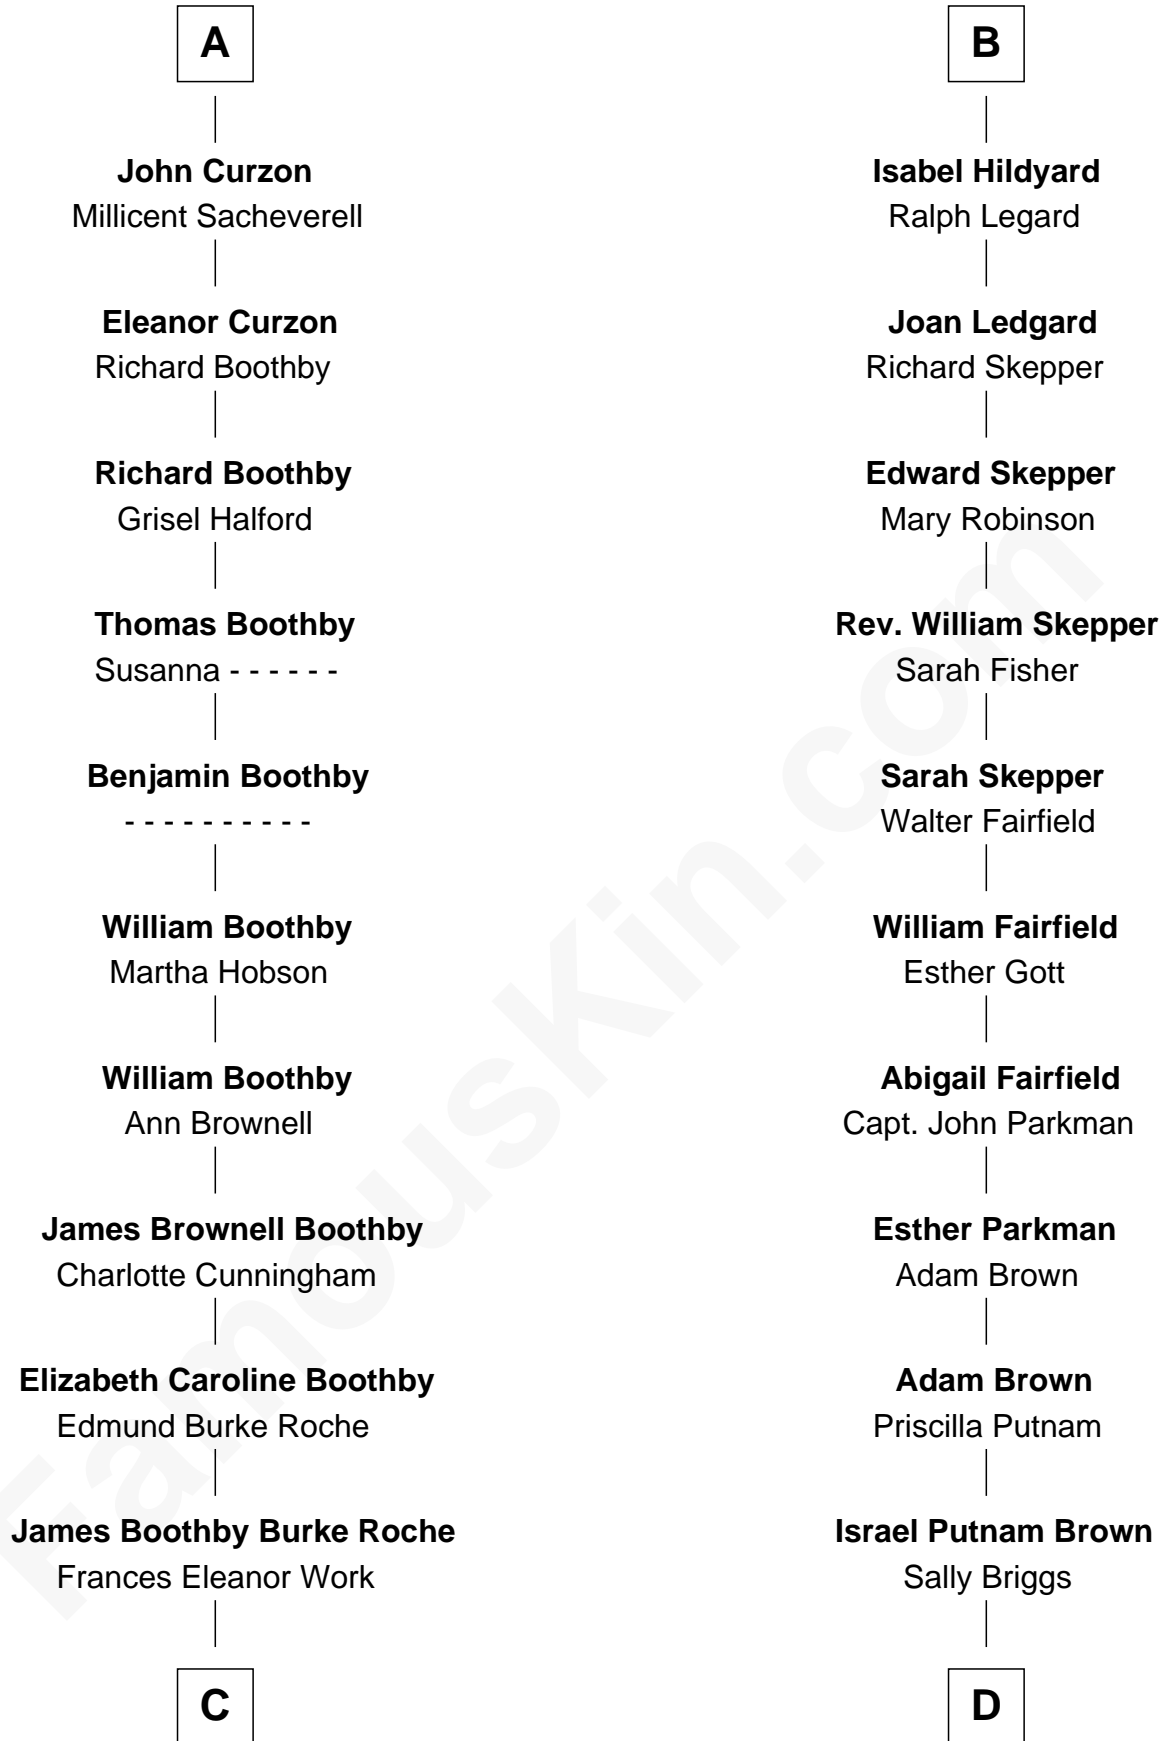 A
John Curzon
Millicent Sacheverell
Eleanor Curzon
Richard Boothby
Richard Boothby
Grisel Halford
Thomas Boothby
Susanna - - - - - -
Benjamin Boothby
- - - - - - - - - -
William Boothby
Martha Hobson
William Boothby
Ann Brownell
James Brownell Boothby
Charlotte Cunningham
Elizabeth Caroline Boothby
Edmund Burke Roche
James Boothby Burke Roche
Frances Eleanor Work
C
B
Isabel Hildyard
Ralph Legard
Joan Ledgard
Richard Skepper
Edward Skepper
Mary Robinson
Rev. William Skepper
Sarah Fisher
Sarah Skepper
Walter Fairfield
William Fairfield
Esther Gott
Abigail Fairfield
Capt. John Parkman
Esther Parkman
Adam Brown
Adam Brown
Priscilla Putnam
Israel Putnam Brown
Sally Briggs
D
FamousKin.com